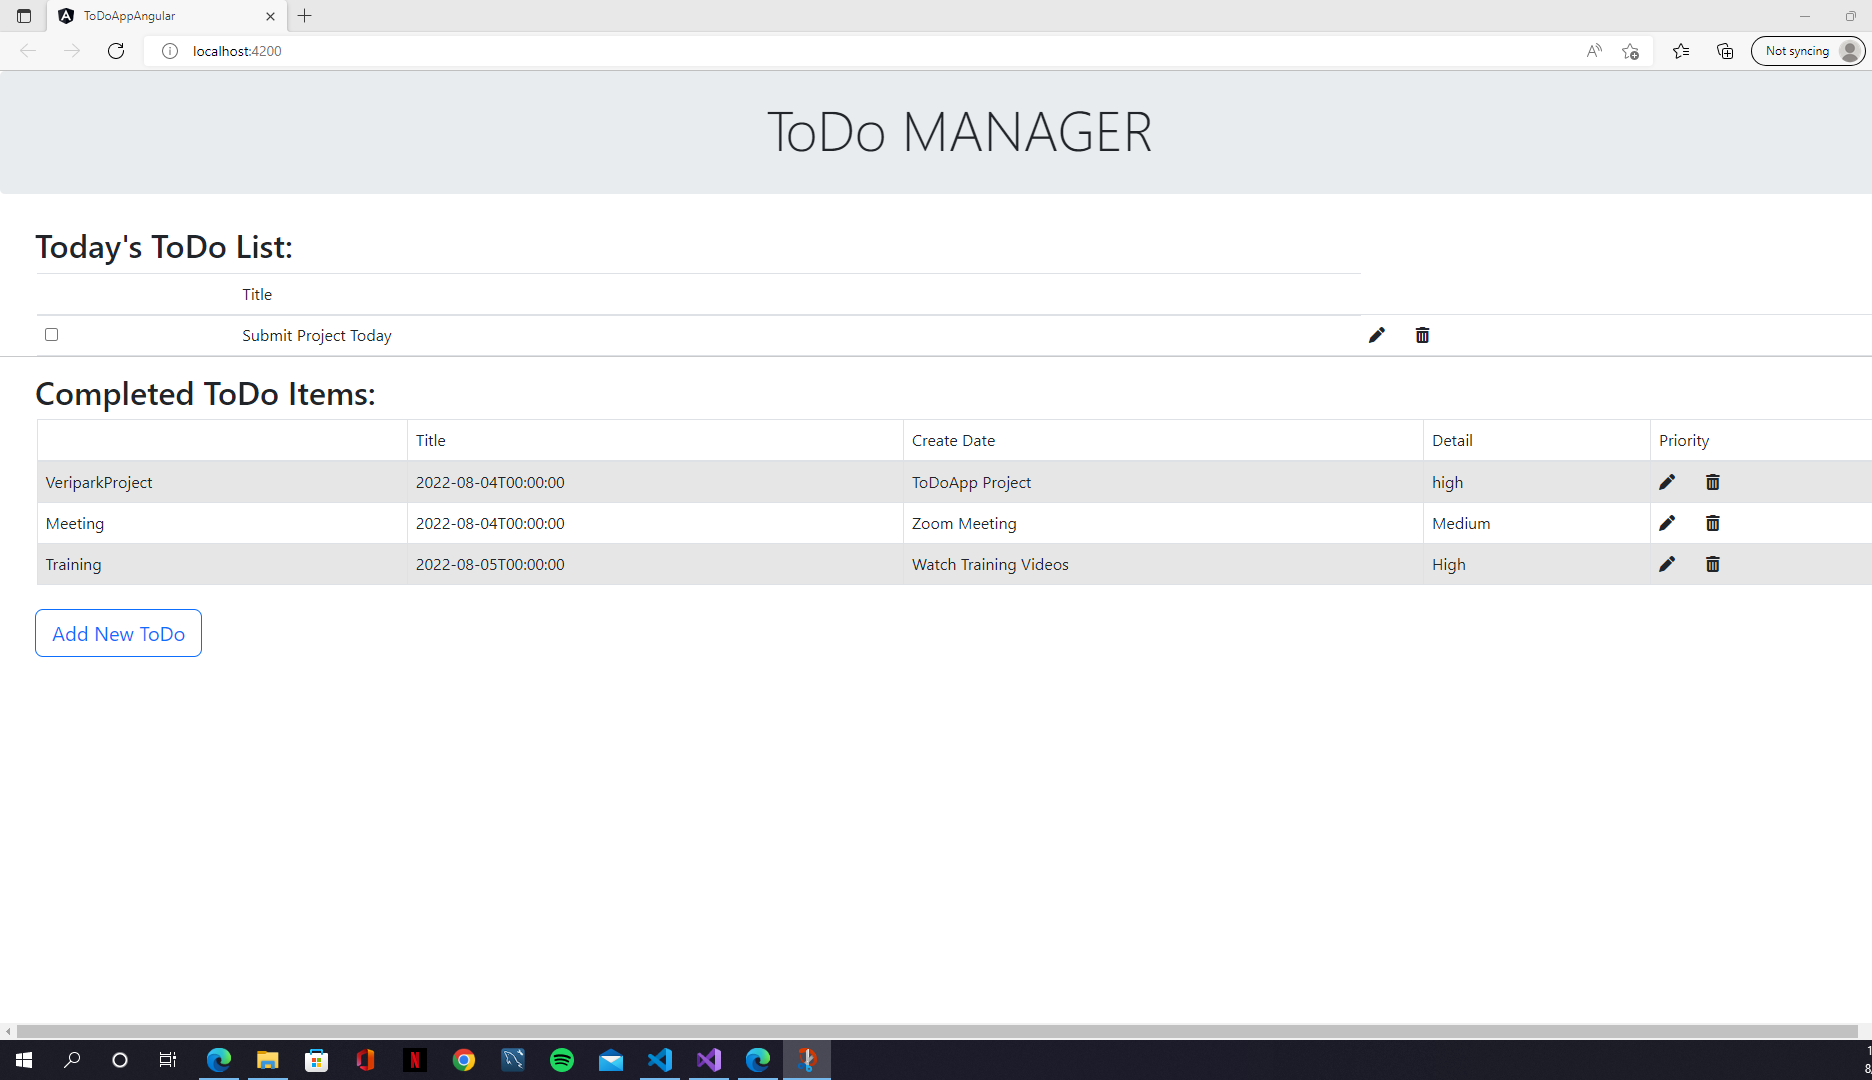 ToDoAppAngular
localhost:4200
Not syncing
ToDo MANAGER
Today's ToDo List:
Title
Submit Project Today
Completed ToDo Items:
Title Create Date Detail Priority
VeriparkProject 2022-08-04T00:00:00 ToDoApp Project high
Meeting 2022-08-04T00:00:00 Zoom Meeting Medium
Training 2022-08-05T00:00:00 Watch Training Videos High
Add New ToDo